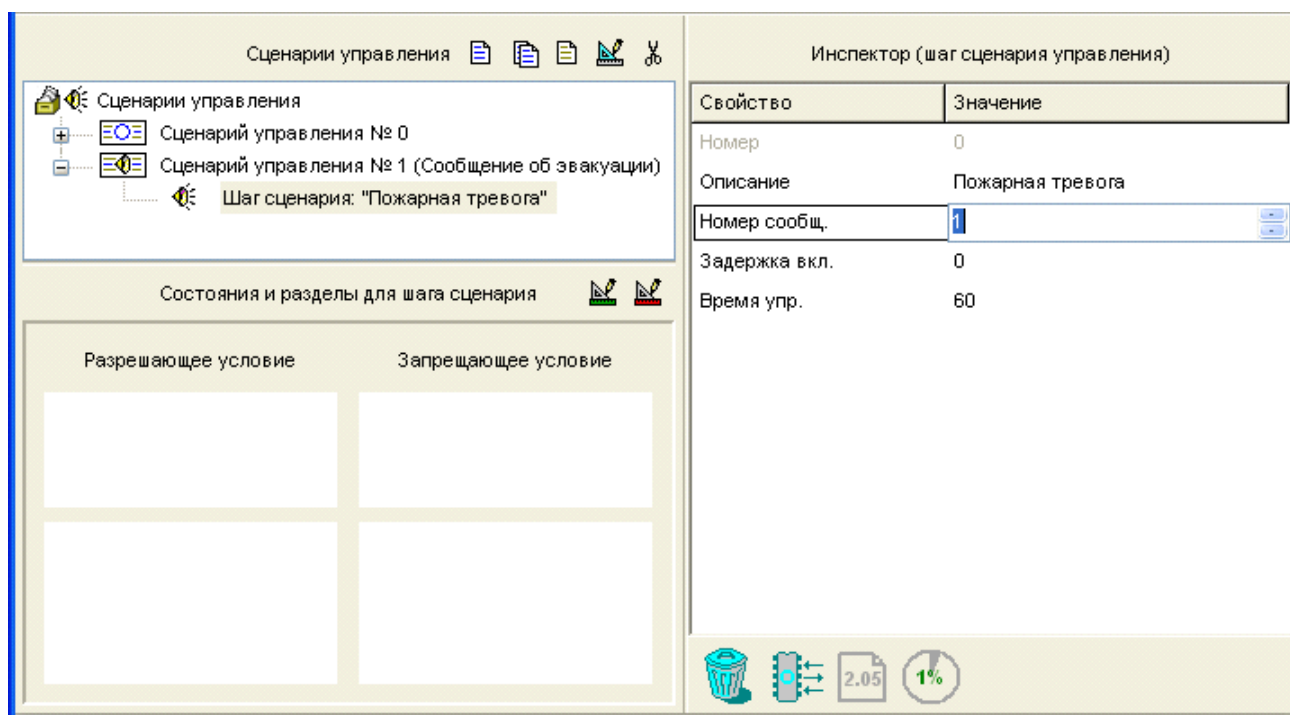 Сценарии управления
Сценарии управления
Сценарий управления № 0
Сценарий управления № 1 (Сообщение об эвакуации)
Шаг сценария: "Пожарная тревога"
Состояния и разделы для шага сценария
Разрешающее условие Запрещающее условие
Инспектор (шаг сценария управления)
Свойство Значение
Номер 0
Описание Пожарная тревога
Номер сообщ. 1
Задержка вкл. 0
Время упр. 60
2.05 1%